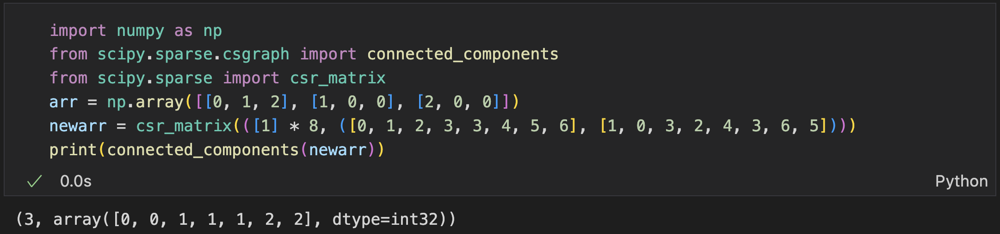 import numpy as np
from scipy.sparse.csgraph import connected_components
from scipy.sparse import csr_matrix
arr = np.array([[0, 1, 2], [1, 0, 0], [2, 0, 0]])
newarr = csr_matrix(([1] * 8, ([0, 1, 2, 3, 3, 4, 5, 6], [1, 0, 3, 2, 4, 3, 6, 5])))
print(connected_components(newarr))
0.0s
Python
(3, array([0, 0, 1, 1, 1, 2, 2], dtype=int32))